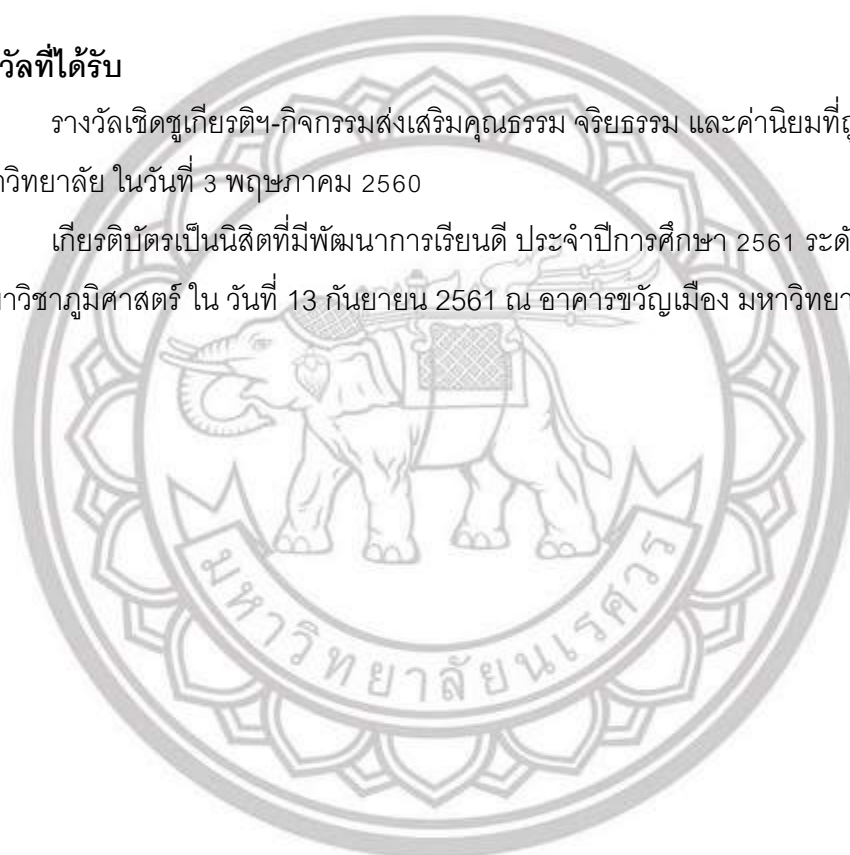 วัลที่ได้รับ
รางวัลเชิดชูเกียรติฯ-กิจกรรมส่งเสริมคุณธรรม จริยธรรม และค่านิยมที่ถู
าวิทยาลัย ในวันที่ 3 พฤษภาคม 2560
เกียรติบัตรเป็นนิสิตที่มีพัฒนาการเรียนดี ประจำปีการศึกษา 2561 ระดั
าวิชาภูมิศาสตร์ ใน วันที่ 13 กันยายน 2561 ณ อาคารขวัญเมือง มหาวิทยา
มหาวิทยาลัยนเรศวร